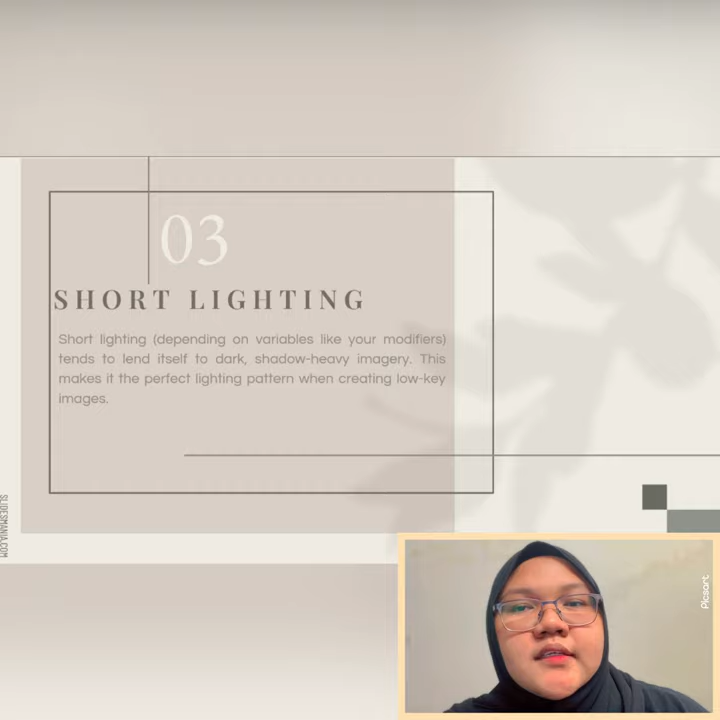 03
SHORT LIGHTING
Short lighting (depending on variables like your modifiers)
tends to lend itself to dark, shadow-heavy imagery. This
makes it the perfect lighting pattern when creating low-key
images.
SLIDESMANIA.COM
Picsart